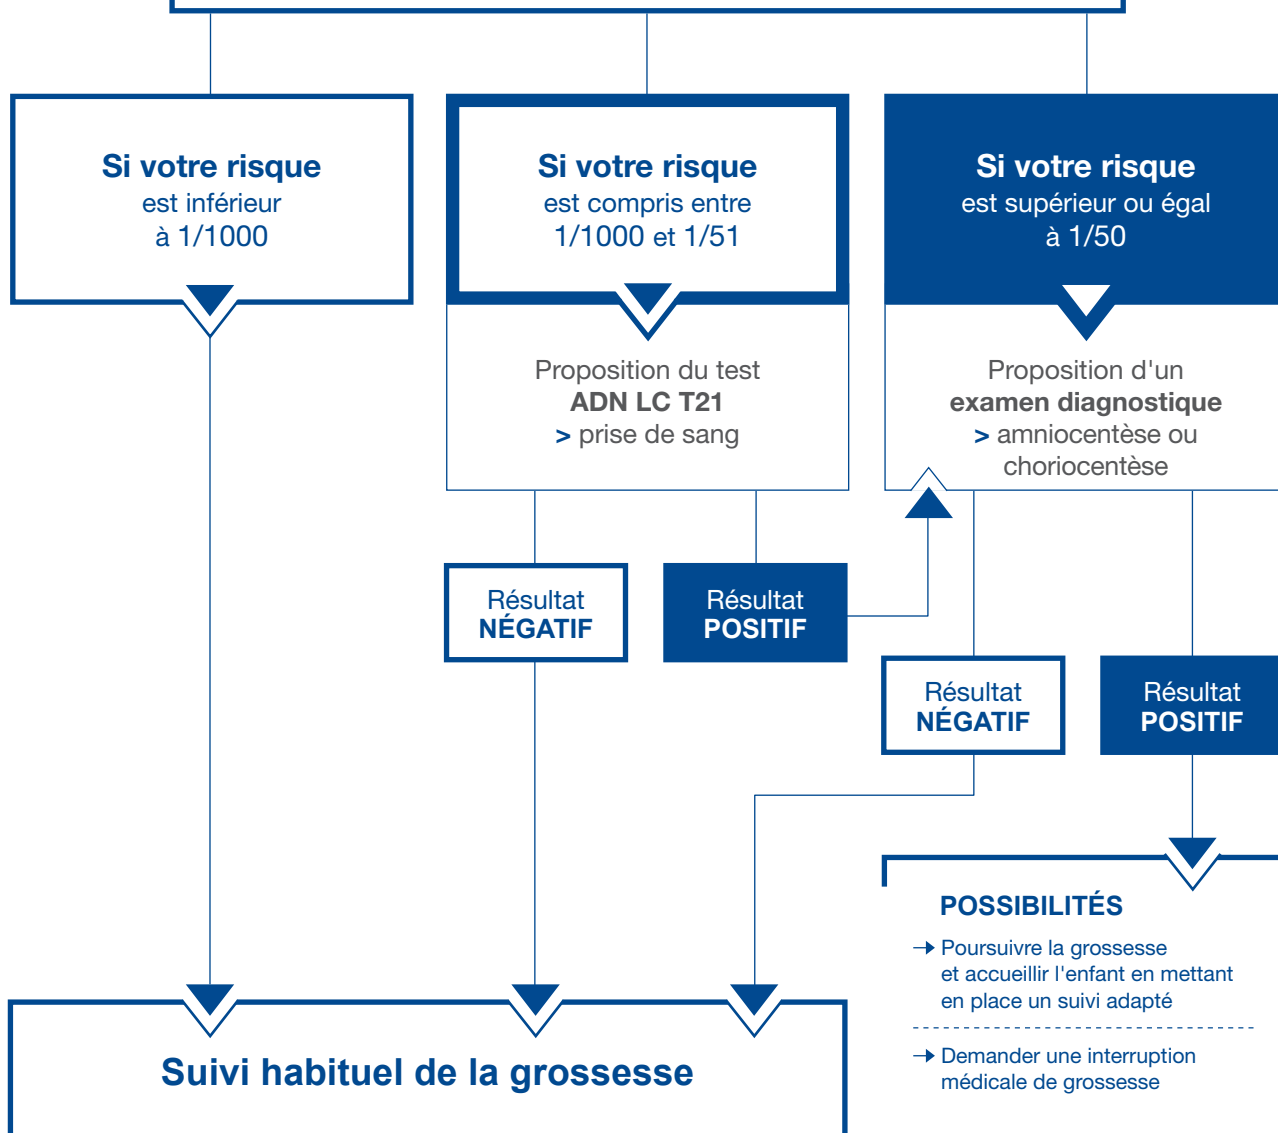 Si votre risque
est inférieur
à 1/1000
Si votre risque
est compris entre
1/1000 et 1/51
Si votre risque
est supérieur ou égal
à 1/50
Proposition du test
ADN LC T21
> prise de sang
Proposition d'un
examen diagnostique
> amniocentèse ou
choriocentèse
Résultat
NÉGATIF
Résultat
POSITIF
Résultat
NÉGATIF
Résultat
POSITIF
POSSIBILITÉS
→ Poursuivre la grossesse
et accueillir l'enfant en mettant
en place un suivi adapté
→ Demander une interruption
médicale de grossesse
Suivi habituel de la grossesse